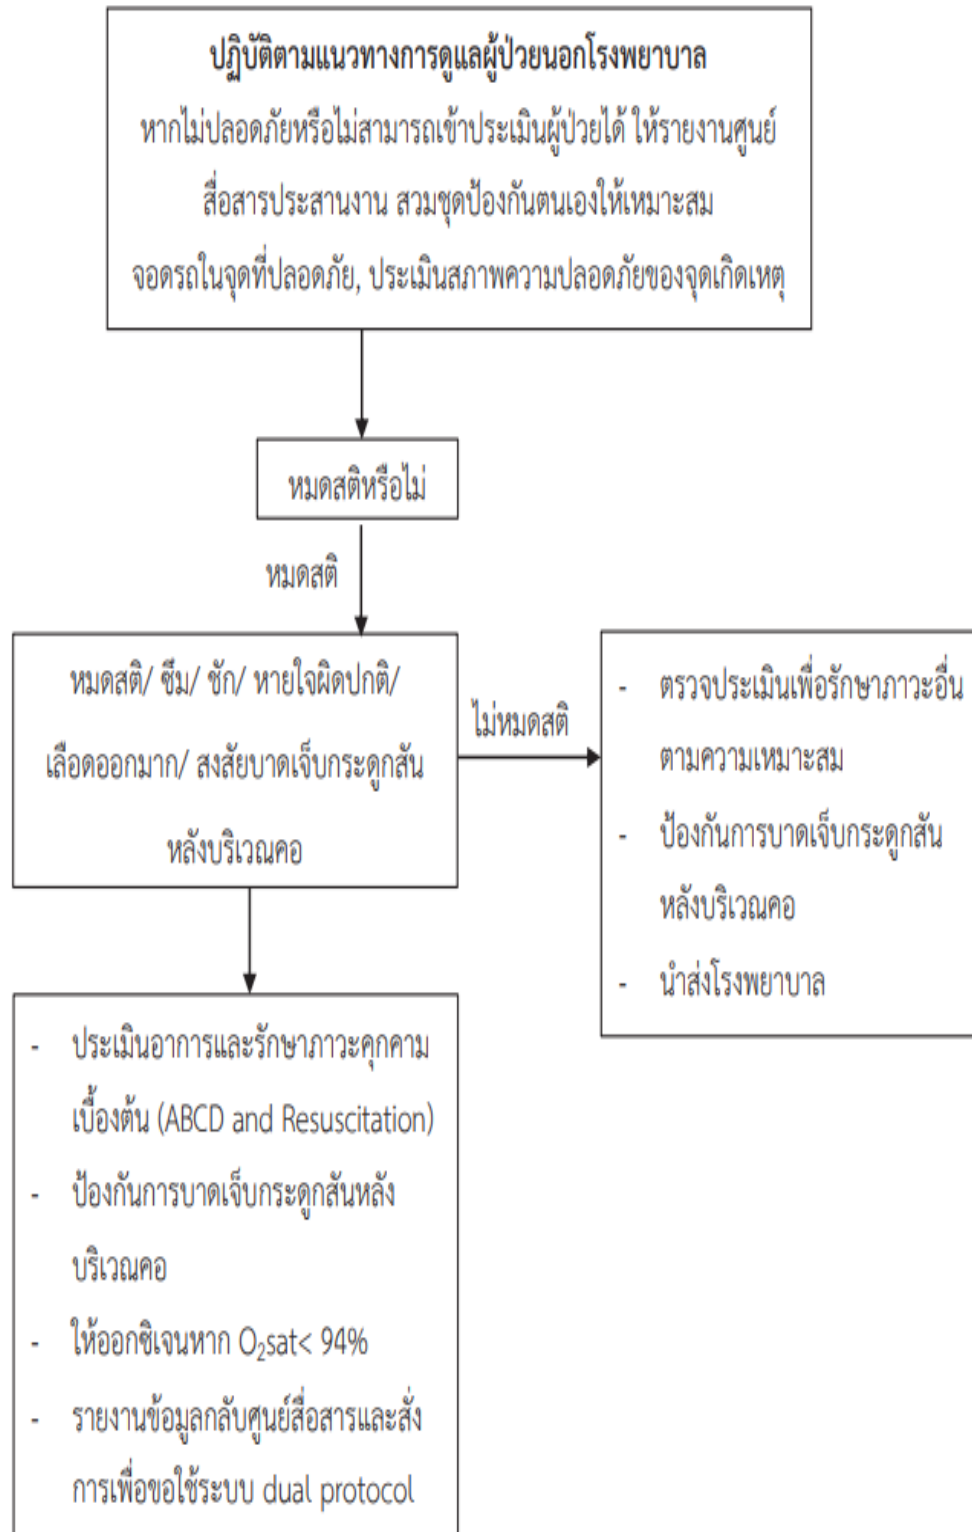 ปฏิบัติตามแนวทางการดูแลผู้ป่วยนอกโรงพยาบาล
หากไม่ปลอดภัยหรือไม่สามารถเข้าประเมินผู้ป่วยได้ ให้รายงานศูนย์
สื่อสารประสานงาน สวมชุดป้องกันตนเองให้เหมาะสม
จอดรถในจุดที่ปลอดภัย, ประเมินสภาพความปลอดภัยของจุดเกิดเหตุ
หมดสติหรือไม่
หมดสติ
หมดสติ/ ซึม/ ชัก/ หายใจผิดปกติ/
เลือดออกมาก/ สงสัยบาดเจ็บกระดูกสัน
หลังบริเวณคอ
ไม่หมดสติ
- ตรวจประเมินเพื่อรักษาภาวะอื่น
ตามความเหมาะสม
- ป้องกันการบาดเจ็บกระดูกสัน
หลังบริเวณคอ
- นำส่งโรงพยาบาล
- ประเมินอาการและรักษาภาวะคุกคาม
เบื้องต้น (ABCD and Resuscitation)
- ป้องกันการบาดเจ็บกระดูกสันหลัง
บริเวณคอ
- ให้ออกซิเจนหาก O₂sat< 94%
- รายงานข้อมูลกลับศูนย์สื่อสารและสั่ง
การเพื่อขอใช้ระบบ dual protocol